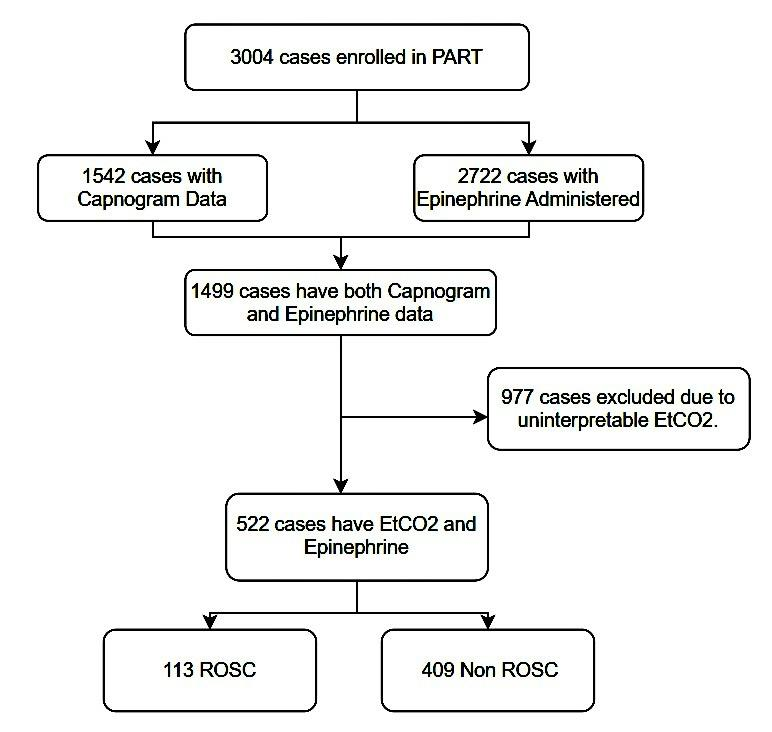 3004 cases enrolled in PART
1542 cases with
Capnogram Data
2722 cases with
Epinephrine Administered
1499 cases have both Capnogram
and Epinephrine data
977 cases excluded due to
uninterpretable EtCO2.
522 cases have EtCO2 and
Epinephrine
113 ROSC
409 Non ROSC